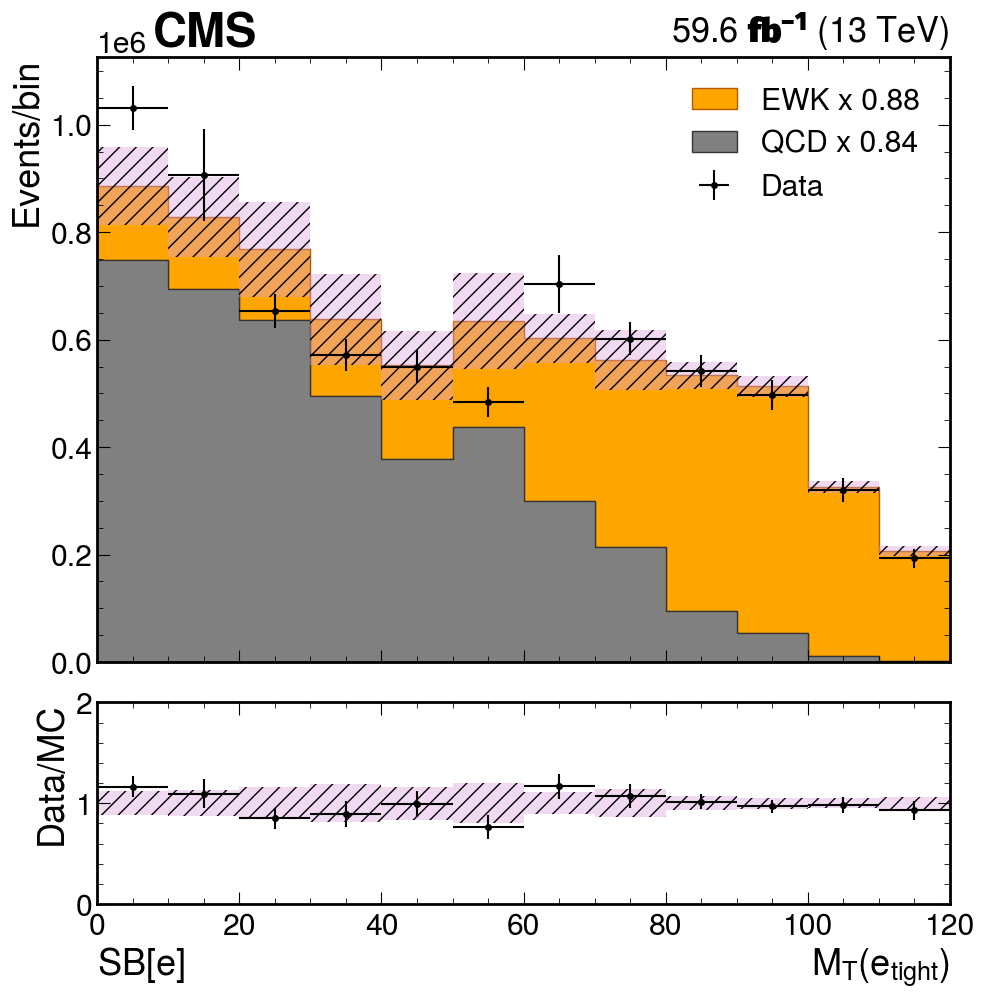 1e6 CMS 59.6 fb⁻¹ (13 TeV)
Events/bin
1.0
0.8
0.6
0.4
0.2
0.0
EWK x 0.88
QCD x 0.84
Data
Data/MC
2
1
0
0 20 40 60 80 100 120
SB[e] M_T(e_tight)